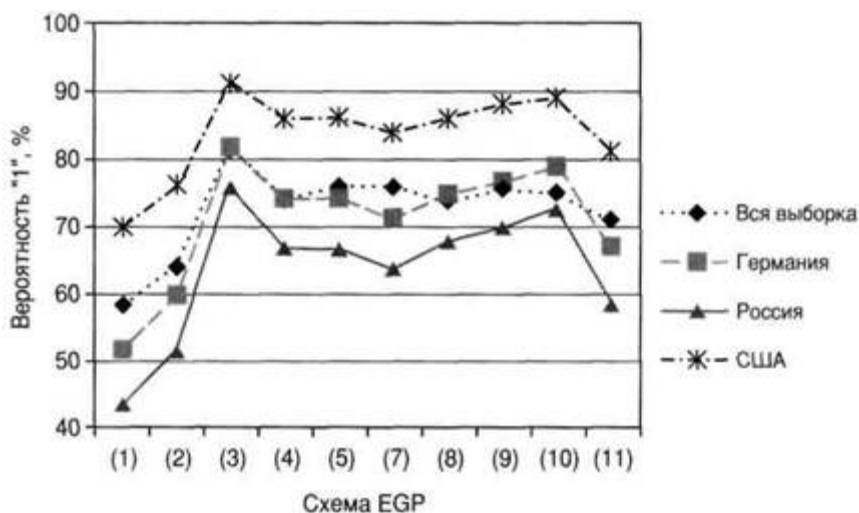 100
90
80
70
60
50
40
Вероятность "1", %
(1) (2) (3) (4) (5) (7) (8) (9) (10) (11)
Схема EGP
Вся выборка
Германия
Россия
США